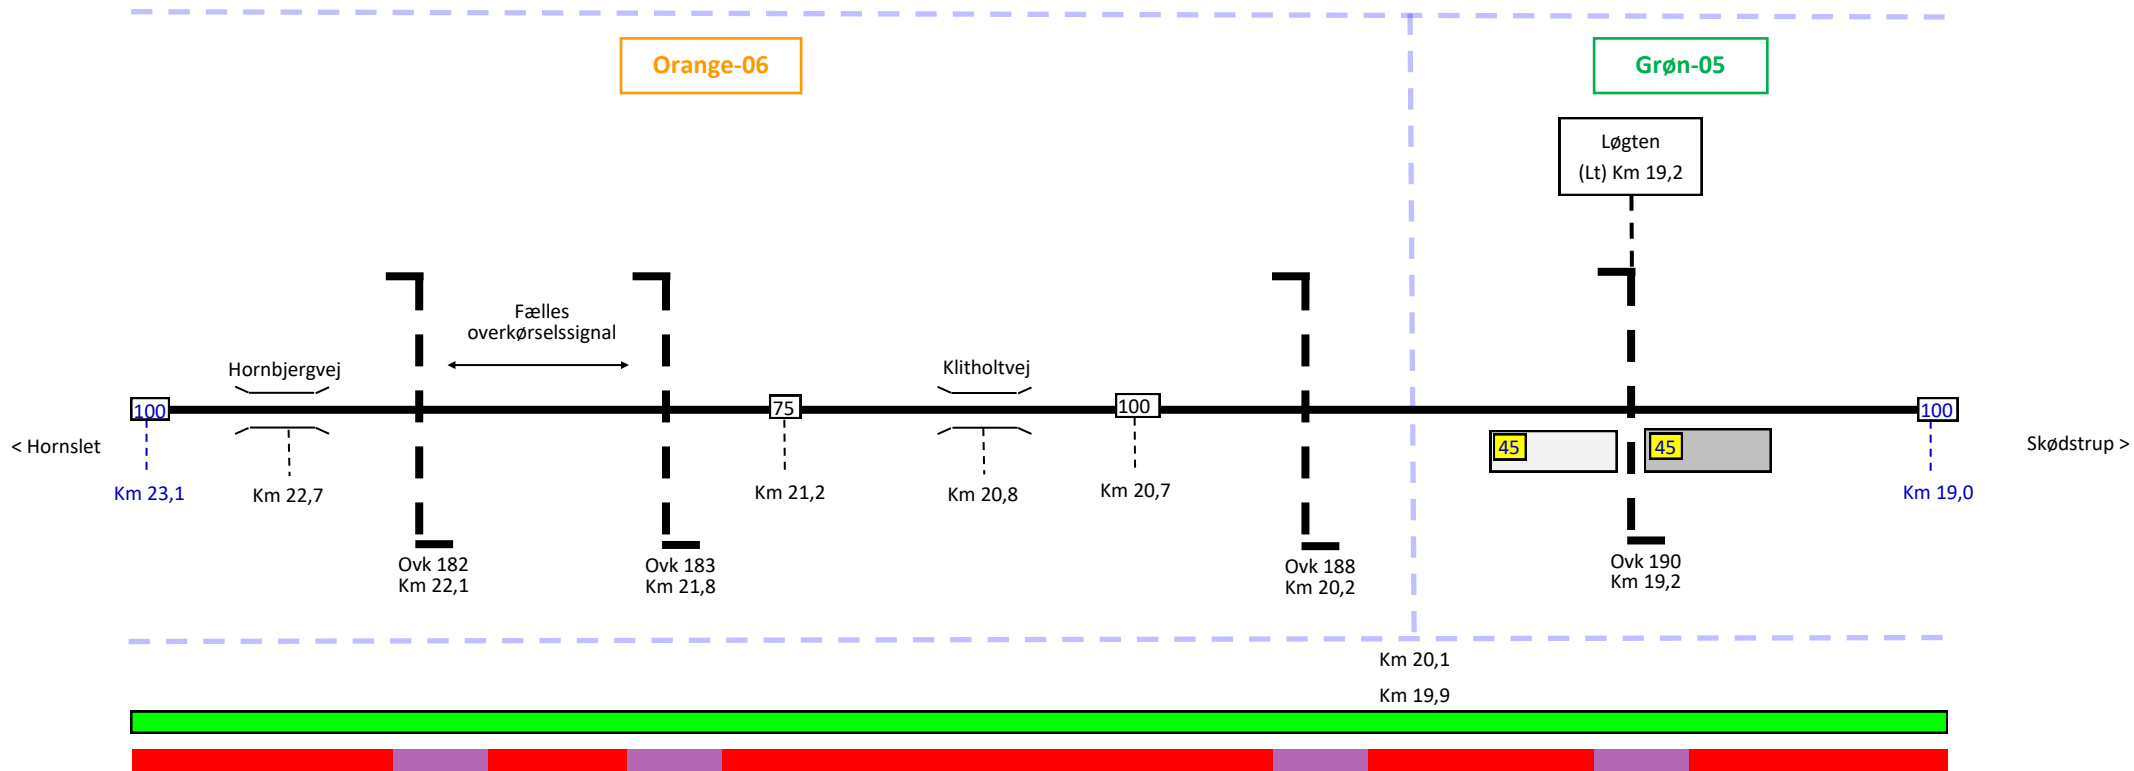 Orange-06
Grøn-05
Løgten
(Lt) Km 19,2
Fælles
overkørselssignal
Hornbjergvej
Klitholtvej
100
75
100
100
< Hornslet
45
45
Skødstrup >
Km 23,1
Km 22,7
Km 21,2
Km 20,8
Km 20,7
Km 19,0
Ovk 182
Km 22,1
Ovk 183
Km 21,8
Ovk 188
Km 20,2
Ovk 190
Km 19,2
Km 20,1
Km 19,9